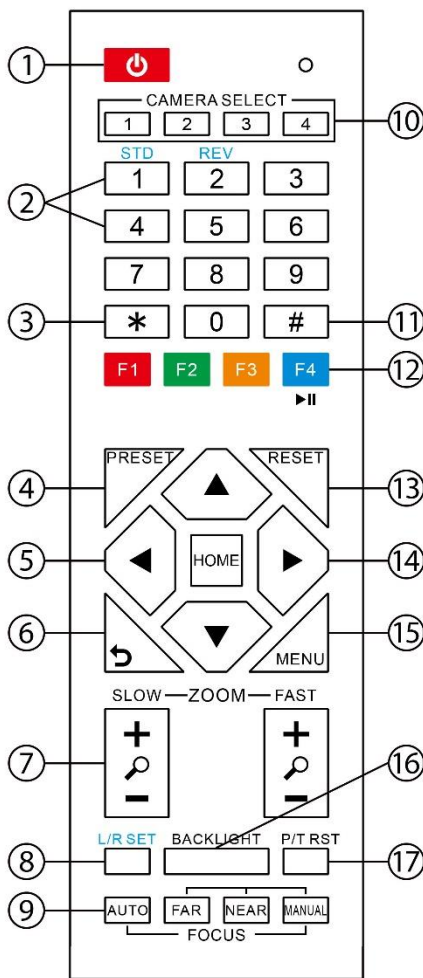 ①
CAMERA SELECT
1 2 3 4
⑩
STD REV
1 2 3
②
4 5 6
7 8 9
③
* 0 #
⑪
F1 F2 F3 F4
⑫
PRESET RESET
④ ⑬
⑤
HOME
⑭
⑥ ⑮
MENU
SLOW ZOOM FAST
+ +
⑦ ⑯
− −
L/R SET BACKLIGHT P/T RST
⑧ ⑰
⑨
AUTO FAR NEAR MANUAL
FOCUS